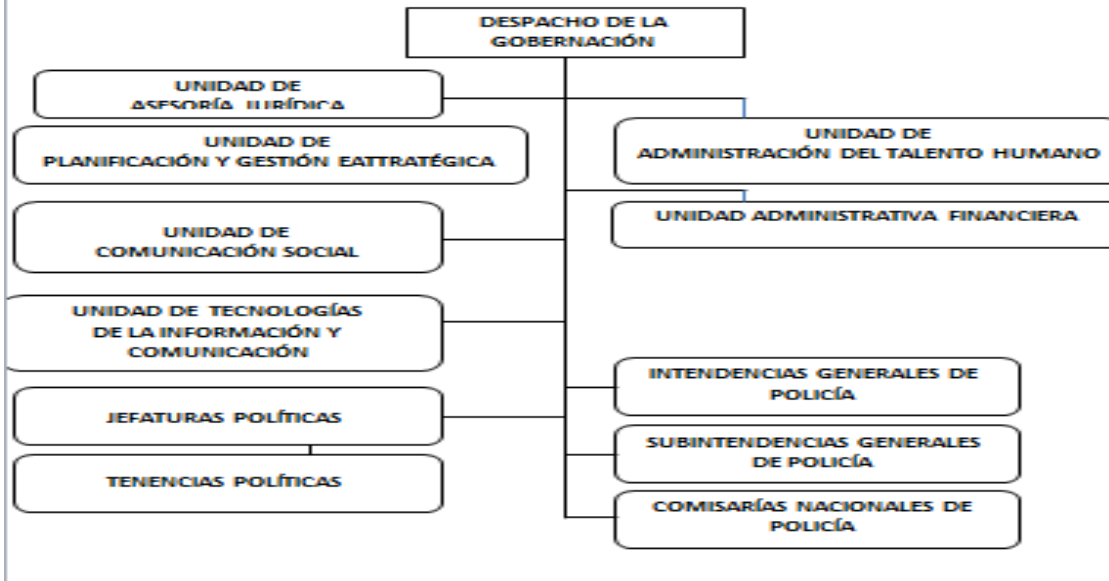 DESPACHO DE LA
GOBERNACIÓN
UNIDAD DE
ASESORÍA JURÍDICA
UNIDAD DE
PLANIFICACIÓN Y GESTIÓN EATTRATÉGICA
UNIDAD DE
ADMINISTRACIÓN DEL TALENTO HUMANO
UNIDAD DE
COMUNICACIÓN SOCIAL
UNIDAD ADMINISTRATIVA FINANCIERA
UNIDAD DE TECNOLOGÍAS
DE LA INFORMACIÓN Y
COMUNICACIÓN
JEFATURAS POLÍTICAS
TENENCIAS POLÍTICAS
INTENDENCIAS GENERALES DE
POLICÍA
SUBINTENDENCIAS GENERALES
DE POLICÍA
COMISARÍAS NACIONALES DE
POLICÍA